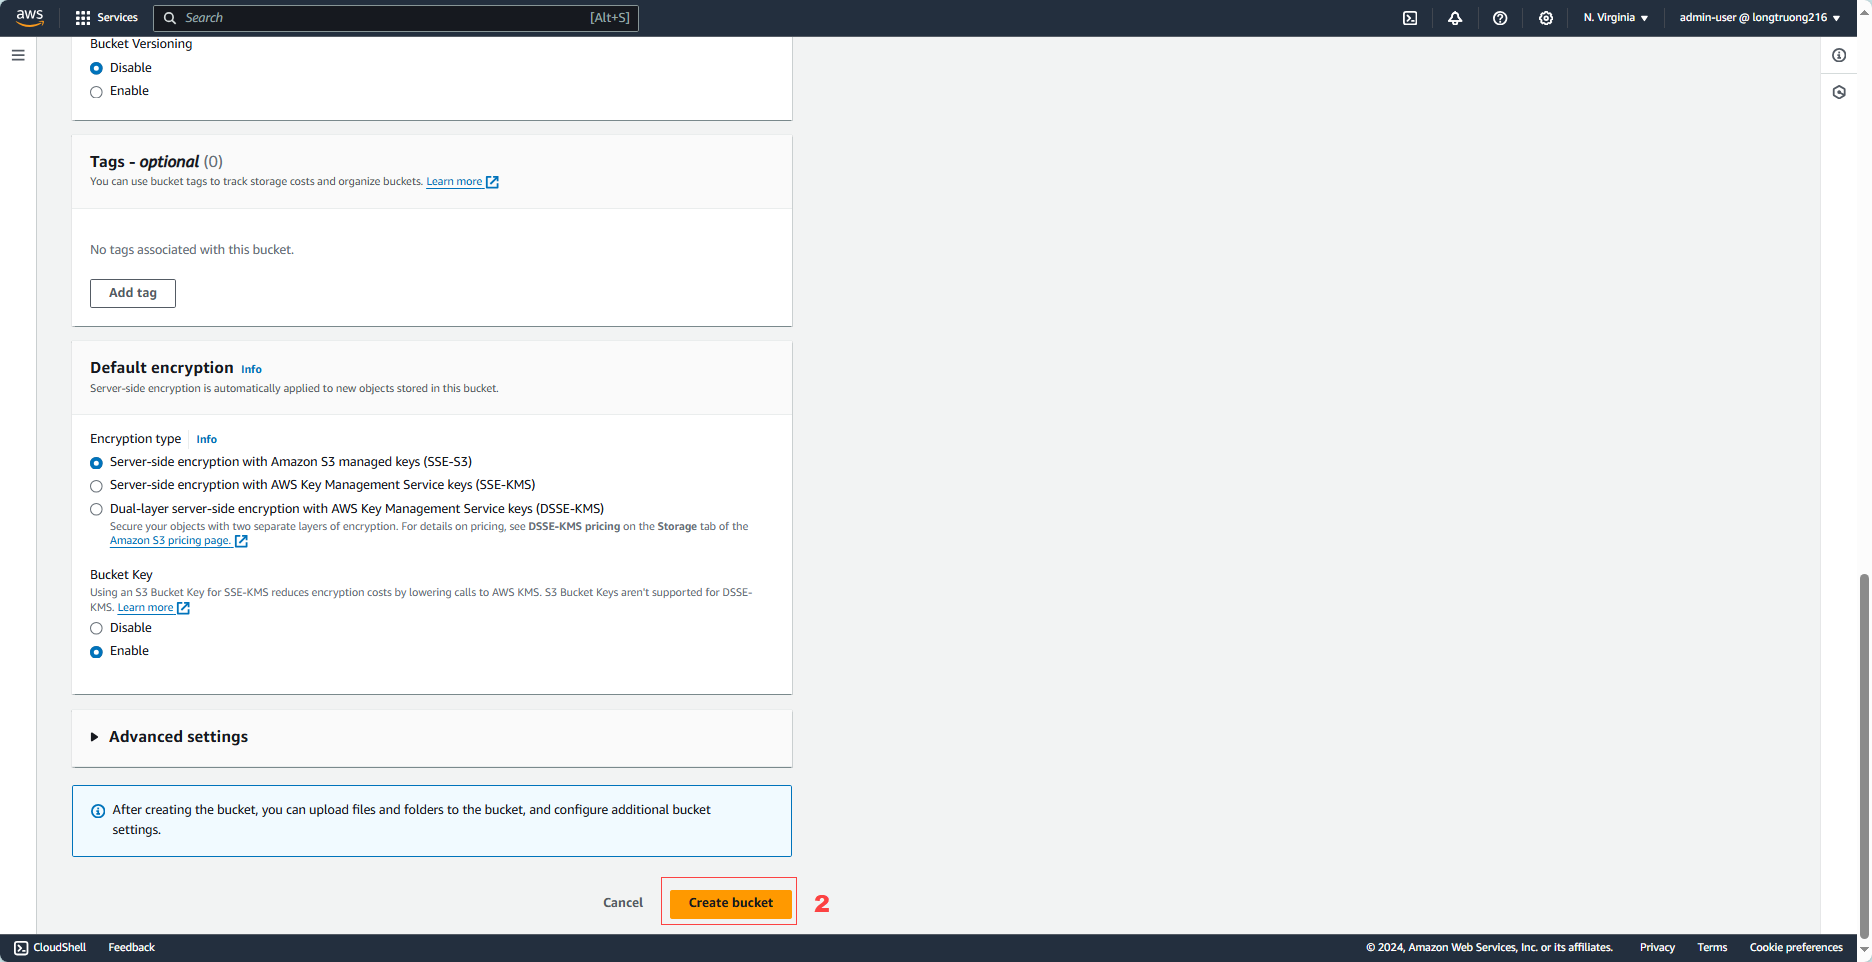 aws
Services
Search
[Alt+S]
N. Virginia
admin-user @ longtruong216
Bucket Versioning
Disable
Enable
Tags - optional (0)
You can use bucket tags to track storage costs and organize buckets. Learn more
No tags associated with this bucket.
Add tag
Default encryption Info
Server-side encryption is automatically applied to new objects stored in this bucket.
Encryption type Info
Server-side encryption with Amazon S3 managed keys (SSE-S3)
Server-side encryption with AWS Key Management Service keys (SSE-KMS)
Dual-layer server-side encryption with AWS Key Management Service keys (DSSE-KMS)
Secure your objects with two separate layers of encryption. For details on pricing, see DSSE-KMS pricing on the Storage tab of the
Amazon S3 pricing page.
Bucket Key
Using an S3 Bucket Key for SSE-KMS reduces encryption costs by lowering calls to AWS KMS. S3 Bucket Keys aren't supported for DSSE-
KMS. Learn more
Disable
Enable
Advanced settings
After creating the bucket, you can upload files and folders to the bucket, and configure additional bucket
settings.
Cancel
Create bucket
2
CloudShell
Feedback
© 2024, Amazon Web Services, Inc. or its affiliates.
Privacy
Terms
Cookie preferences